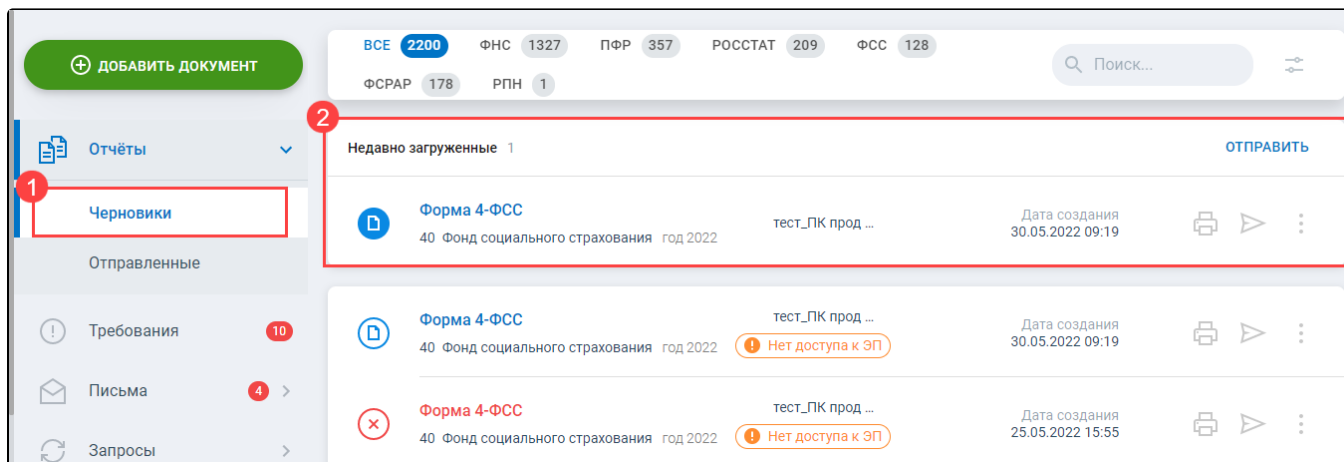 ДОБАВИТЬ ДОКУМЕНТ
ВСЕ 2200 ФНС 1327 ПФР 357 РОССТАТ 209 ФСС 128
ФСРАР 178 РПН 1
Поиск...
Отчёты
1
Черновики
Отправленные
Требования 10
Письма 4
Запросы
2
Недавно загруженные 1 ОТПРАВИТЬ
Форма 4-ФСС
40 Фонд социального страхования год 2022
тест_ПК прод ...
Дата создания
30.05.2022 09:19
Форма 4-ФСС
40 Фонд социального страхования год 2022
тест_ПК прод ...
Нет доступа к ЭП
Дата создания
30.05.2022 09:19
Форма 4-ФСС
40 Фонд социального страхования год 2022
тест_ПК прод ...
Нет доступа к ЭП
Дата создания
25.05.2022 15:55